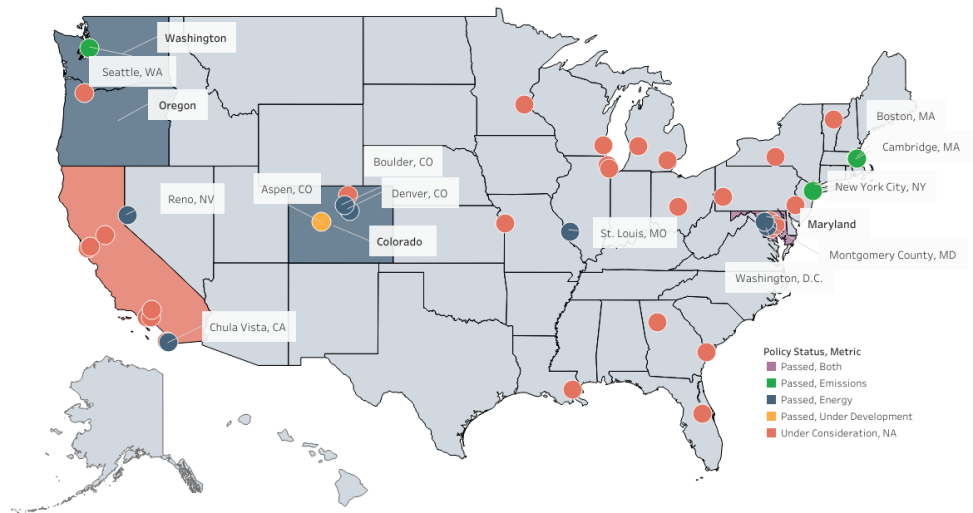 Washington
Seattle, WA
Oregon
Boston, MA
Cambridge, MA
Boulder, CO
Aspen, CO
Denver, CO
New York City, NY
Reno, NV
Maryland
St. Louis, MO
Colorado
Montgomery County, MD
Washington, D.C.
Chula Vista, CA
Policy Status, Metric
Passed, Both
Passed, Emissions
Passed, Energy
Passed, Under Development
Under Consideration, NA